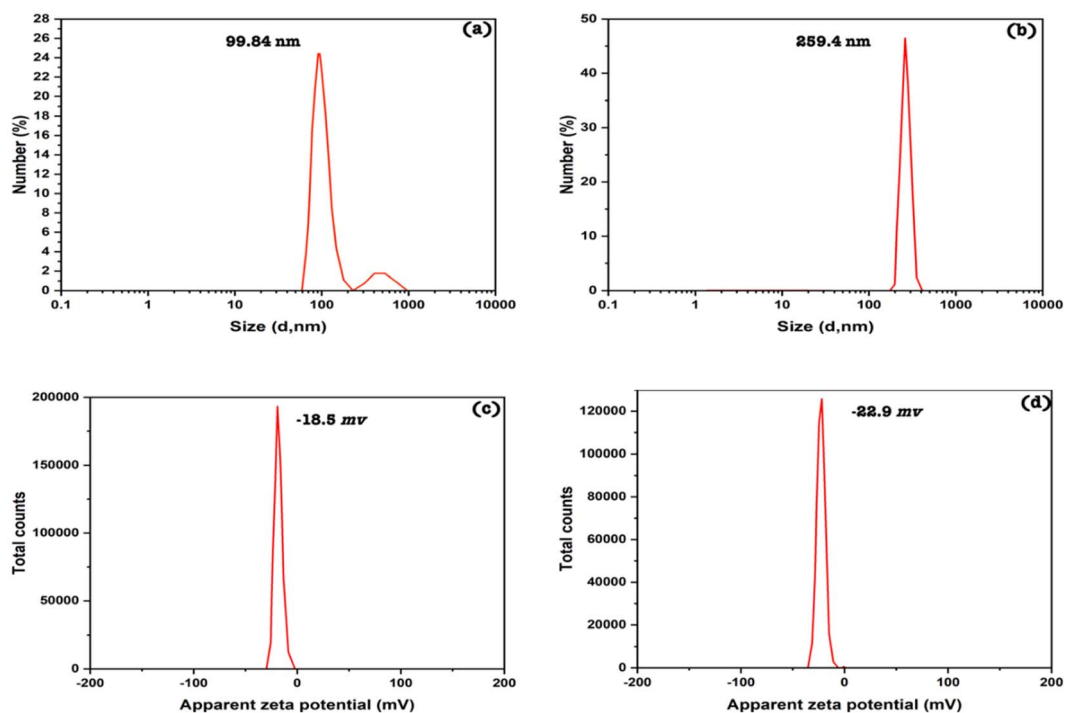 (a)
99.84 nm
Number (%)
28
26
24
22
20
18
16
14
12
10
8
6
4
2
0
0.1 1 10 100 1000 10000
Size (d,nm)
(b)
259.4 nm
Number (%)
50
40
30
20
10
0
0.1 1 10 100 1000 10000
Size (d,nm)
(c)
-18.5 mv
Total counts
200000
150000
100000
50000
0
-200 -100 0 100 200
Apparent zeta potential (mV)
(d)
-22.9 mv
Total counts
120000
100000
80000
60000
40000
20000
0
-200 -100 0 100 200
Apparent zeta potential (mV)